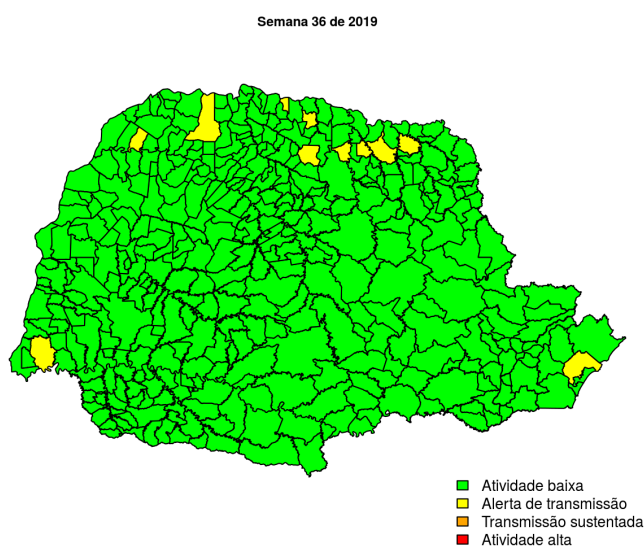 Semana 36 de 2019
Atividade baixa
Alerta de transmissão
Transmissão sustentada
Atividade alta